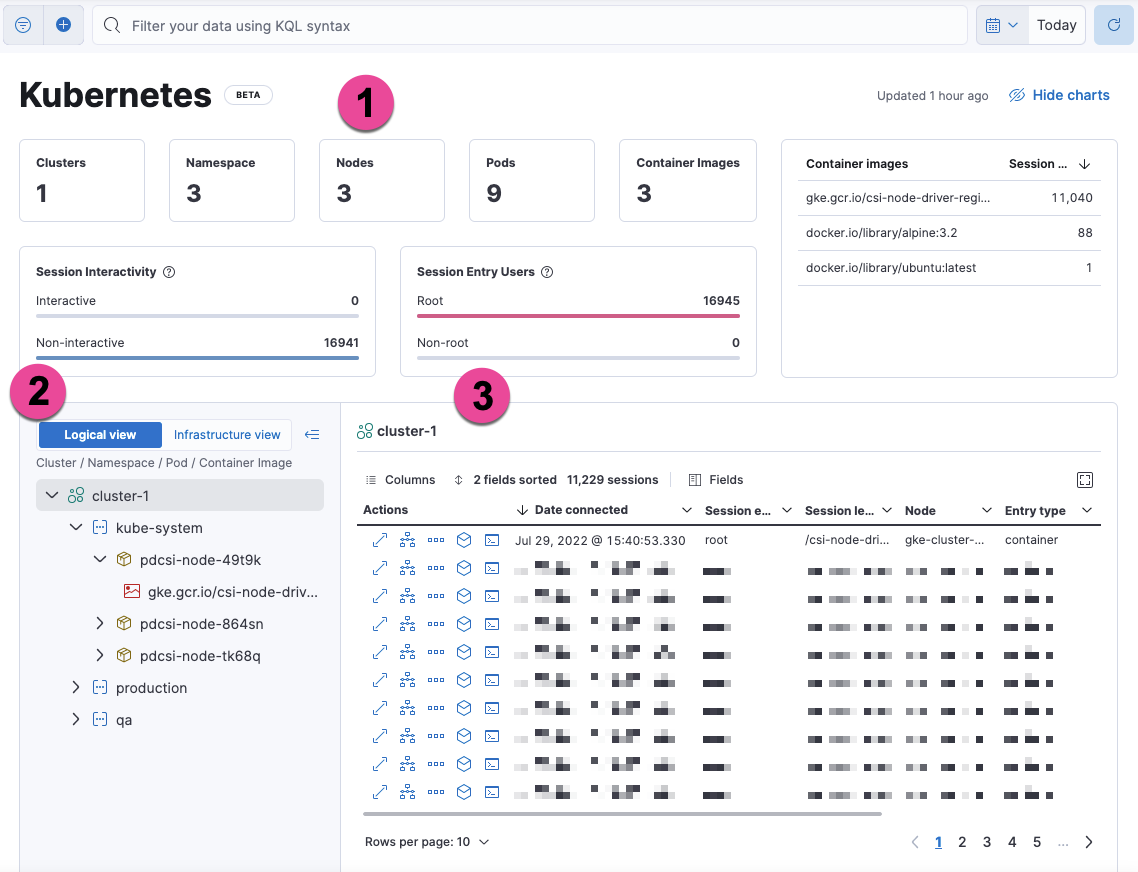 Filter your data using KQL syntax
Today
Kubernetes
BETA
1
Updated 1 hour ago
Hide charts
Clusters
1
Namespace
3
Nodes
3
Pods
9
Container Images
3
Container images Session ...
gke.gcr.io/csi-node-driver-regi... 11,040
docker.io/library/alpine:3.2 88
docker.io/library/ubuntu:latest 1
Session Interactivity
Interactive 0
Non-interactive 16941
Session Entry Users
Root 16945
Non-root 0
2
Logical view Infrastructure view
Cluster / Namespace / Pod / Container Image
cluster-1
kube-system
pdcsi-node-49t9k
gke.gcr.io/csi-node-driv...
pdcsi-node-864sn
pdcsi-node-tk68q
production
qa
3
cluster-1
Columns 2 fields sorted 11,229 sessions Fields
Actions Date connected Session e... Session le... Node Entry type
Jul 29, 2022 @ 15:40:53.330 root /csi-node-dri... gke-cluster-... container
Rows per page: 10
1 2 3 4 5 ...